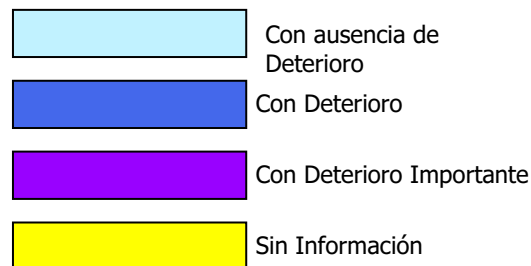 Con ausencia de
Deterioro
Con Deterioro
Con Deterioro Importante
Sin Información